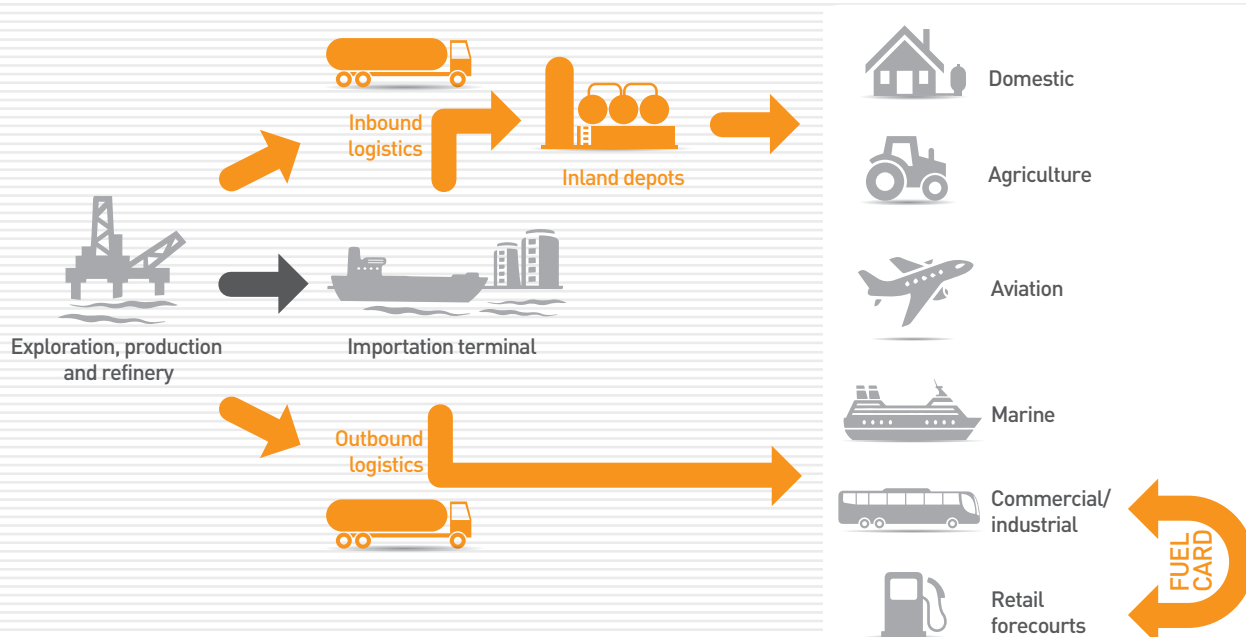 Inbound
logistics
Inland depots
Exploration, production
and refinery
Importation terminal
Outbound
logistics
Domestic
Agriculture
Aviation
Marine
Commercial/
industrial
Retail
forecourts
FUEL
CARD